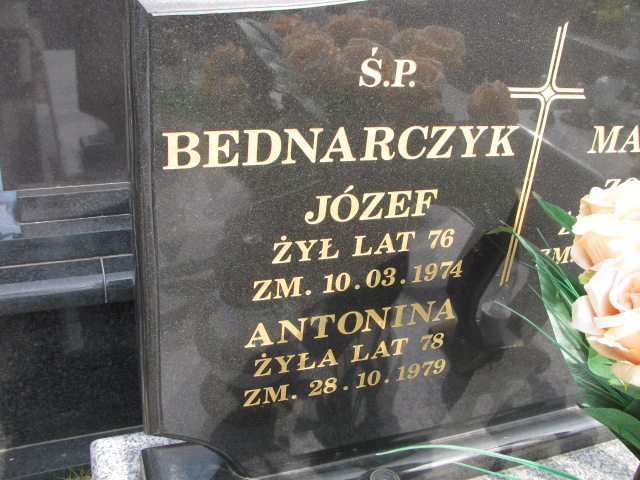 Ś.P.
BEDNARCZYK
JÓZEF
ŻYŁ LAT 76
ZM. 10.03.1974
ANTONINA
ŻYŁA LAT 78
ZM. 28.10.1979